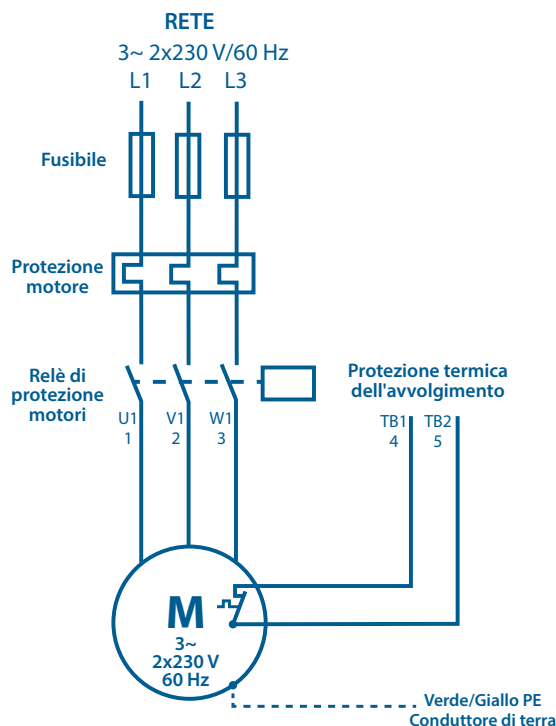 RETE
3~ 2x230 V/60 Hz
L1 L2 L3
Fusibile
Protezione
motore
Relè di
protezione
motori
U1 V1 W1
1 2 3
Protezione termica
dell'avvolgimento
TB1 TB2
4 5
M
3~
2x230 V
60 Hz
Verde/Giallo PE
Conduttore di terra